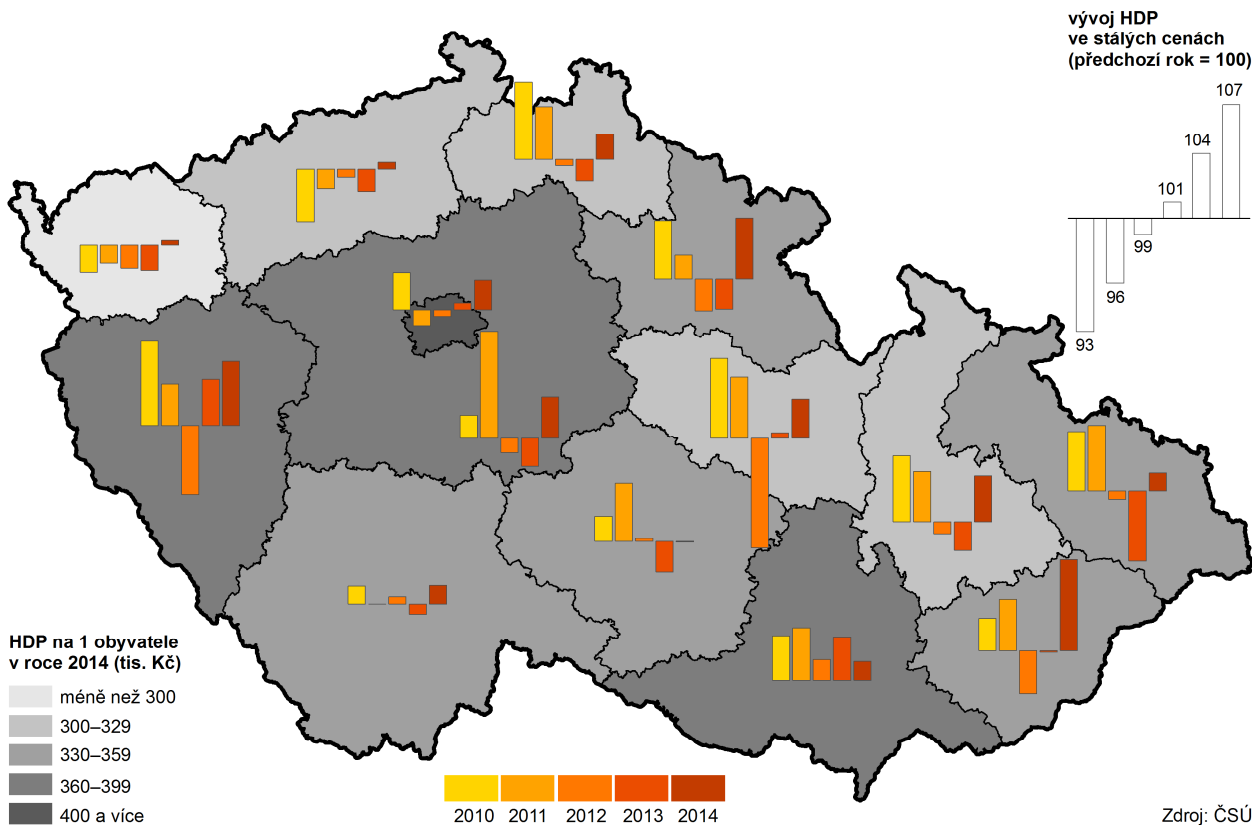 vývoj HDP
ve stálých cenách
(předchozí rok = 100)
107
104
101
99
96
93
HDP na 1 obyvatele
v roce 2014 (tis. Kč)
méně než 300
300–329
330–359
360–399
400 a více
2010 2011 2012 2013 2014
Zdroj: ČSÚ